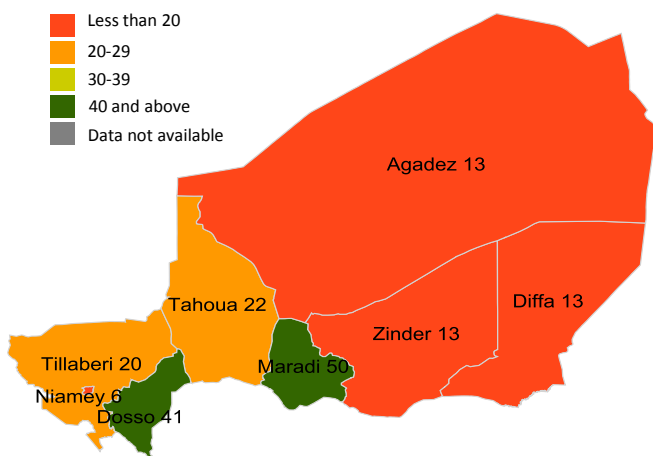 Less than 20
20-29
30-39
40 and above
Data not available
Agadez 13
Diffa 13
Tahoua 22
Zinder 13
Tillaberi 20
Maradi 50
Niamey 6
Dosso 41